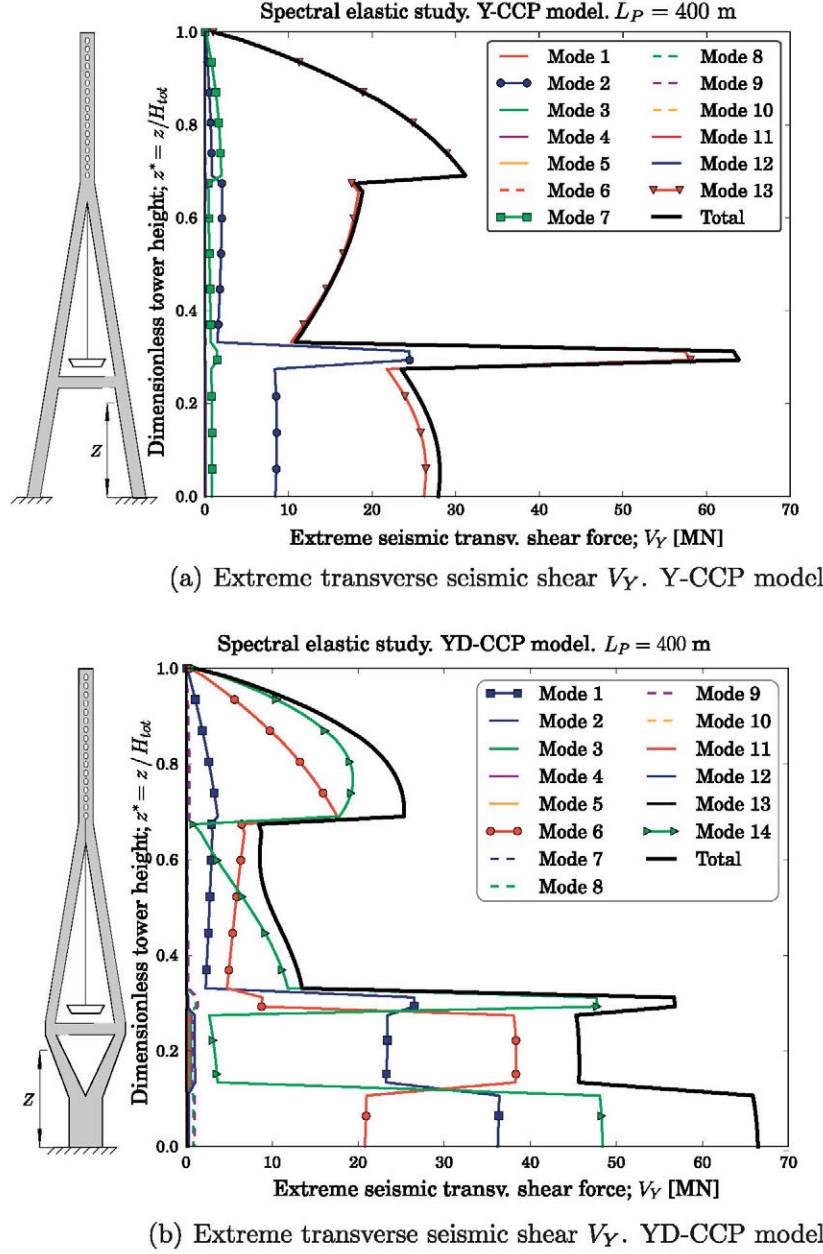 Spectral elastic study. Y-CCP model. L_P = 400 m
Dimensionless tower height; z* = z/H_tot
1.0
0.8
0.6
0.4
0.2
0.0
z
Mode 1
Mode 2
Mode 3
Mode 4
Mode 5
Mode 6
Mode 7
Mode 8
Mode 9
Mode 10
Mode 11
Mode 12
Mode 13
Total
0 10 20 30 40 50 60 70
Extreme seismic transv. shear force; V_Y [MN]
(a) Extreme transverse seismic shear V_Y. Y-CCP model
Spectral elastic study. YD-CCP model. L_P = 400 m
Dimensionless tower height; z* = z/H_tot
1.0
0.8
0.6
0.4
0.2
0.0
z
Mode 1
Mode 2
Mode 3
Mode 4
Mode 5
Mode 6
Mode 7
Mode 8
Mode 9
Mode 10
Mode 11
Mode 12
Mode 13
Mode 14
Total
0 10 20 30 40 50 60 70
Extreme seismic transv. shear force; V_Y [MN]
(b) Extreme transverse seismic shear V_Y. YD-CCP model